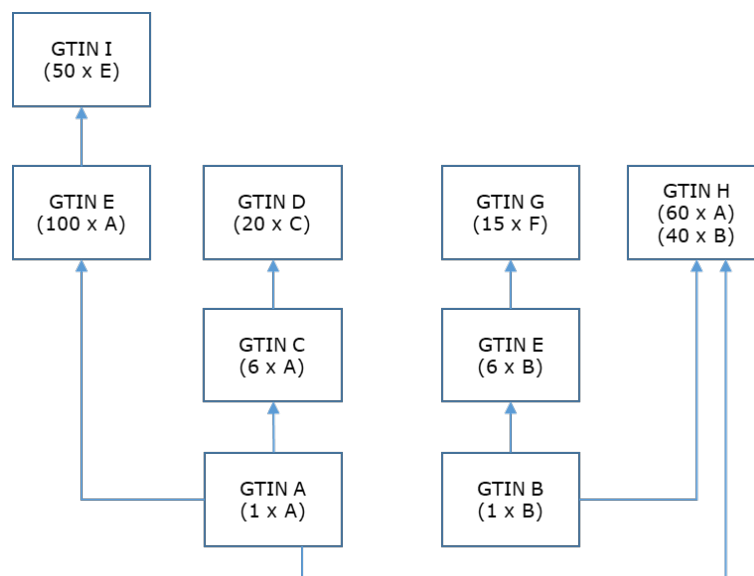 GTIN I
(50 x E)
GTIN E
(100 x A)
GTIN D
(20 x C)
GTIN G
(15 x F)
GTIN H
(60 x A)
(40 x B)
GTIN C
(6 x A)
GTIN E
(6 x B)
GTIN A
(1 x A)
GTIN B
(1 x B)